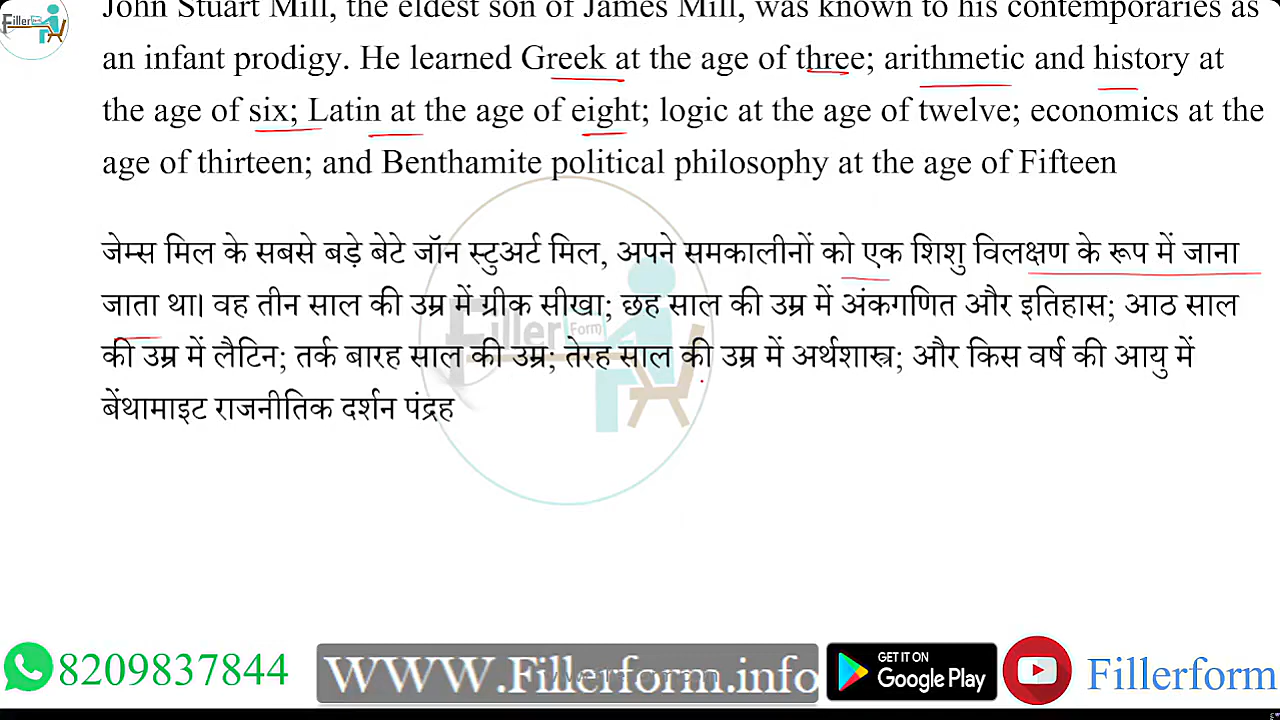 John Stuart Mill, the eldest son of James Mill, was known to his contemporaries as
an infant prodigy. He learned Greek at the age of three; arithmetic and history at
the age of six; Latin at the age of eight; logic at the age of twelve; economics at the
age of thirteen; and Benthamite political philosophy at the age of Fifteen
जेम्स मिल के सबसे बड़े बेटे जॉन स्टुअर्ट मिल, अपने समकालीनों को एक शिशु विलक्षण के रूप में जाना
जाता था। वह तीन साल की उम्र में ग्रीक सीखा; छह साल की उम्र में अंकगणित और इतिहास; आठ साल
की उम्र में लैटिन; तर्क बारह साल की उम्र; तेरह साल की उम्र में अर्थशास्त्र; और किस वर्ष की आयु में
बेंथामाइट राजनीतिक दर्शन पंद्रह
Filler Form
8209837844
WWW.Fillerform.info
GET IT ON
Google Play
Fillerform